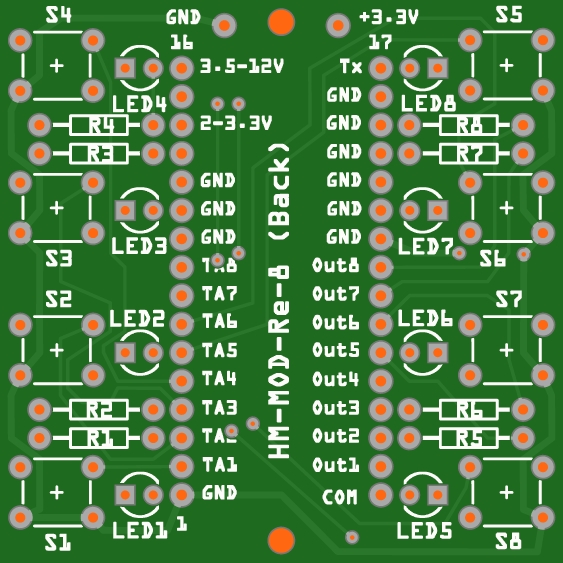 S4 GND +3.3V S5
16 17
3.5-12V Tx
LED4 GND LED8
R4 2-3.3V GND R8
R3 GND R7
GND GND
GND GND
LED3 GND GND LED7
S3 TA8 Out8 S6
TA7 Out7
S2 S7
LED2 TA6 Out6 LED6
TA5 Out5
TA4 Out4
R2 TA3 Out3 R6
R1 TA2 Out2 R5
TA1 Out1
GND COM
LED1 1 LED5
S1 S8
HM-MOD-Re-8 (Back)